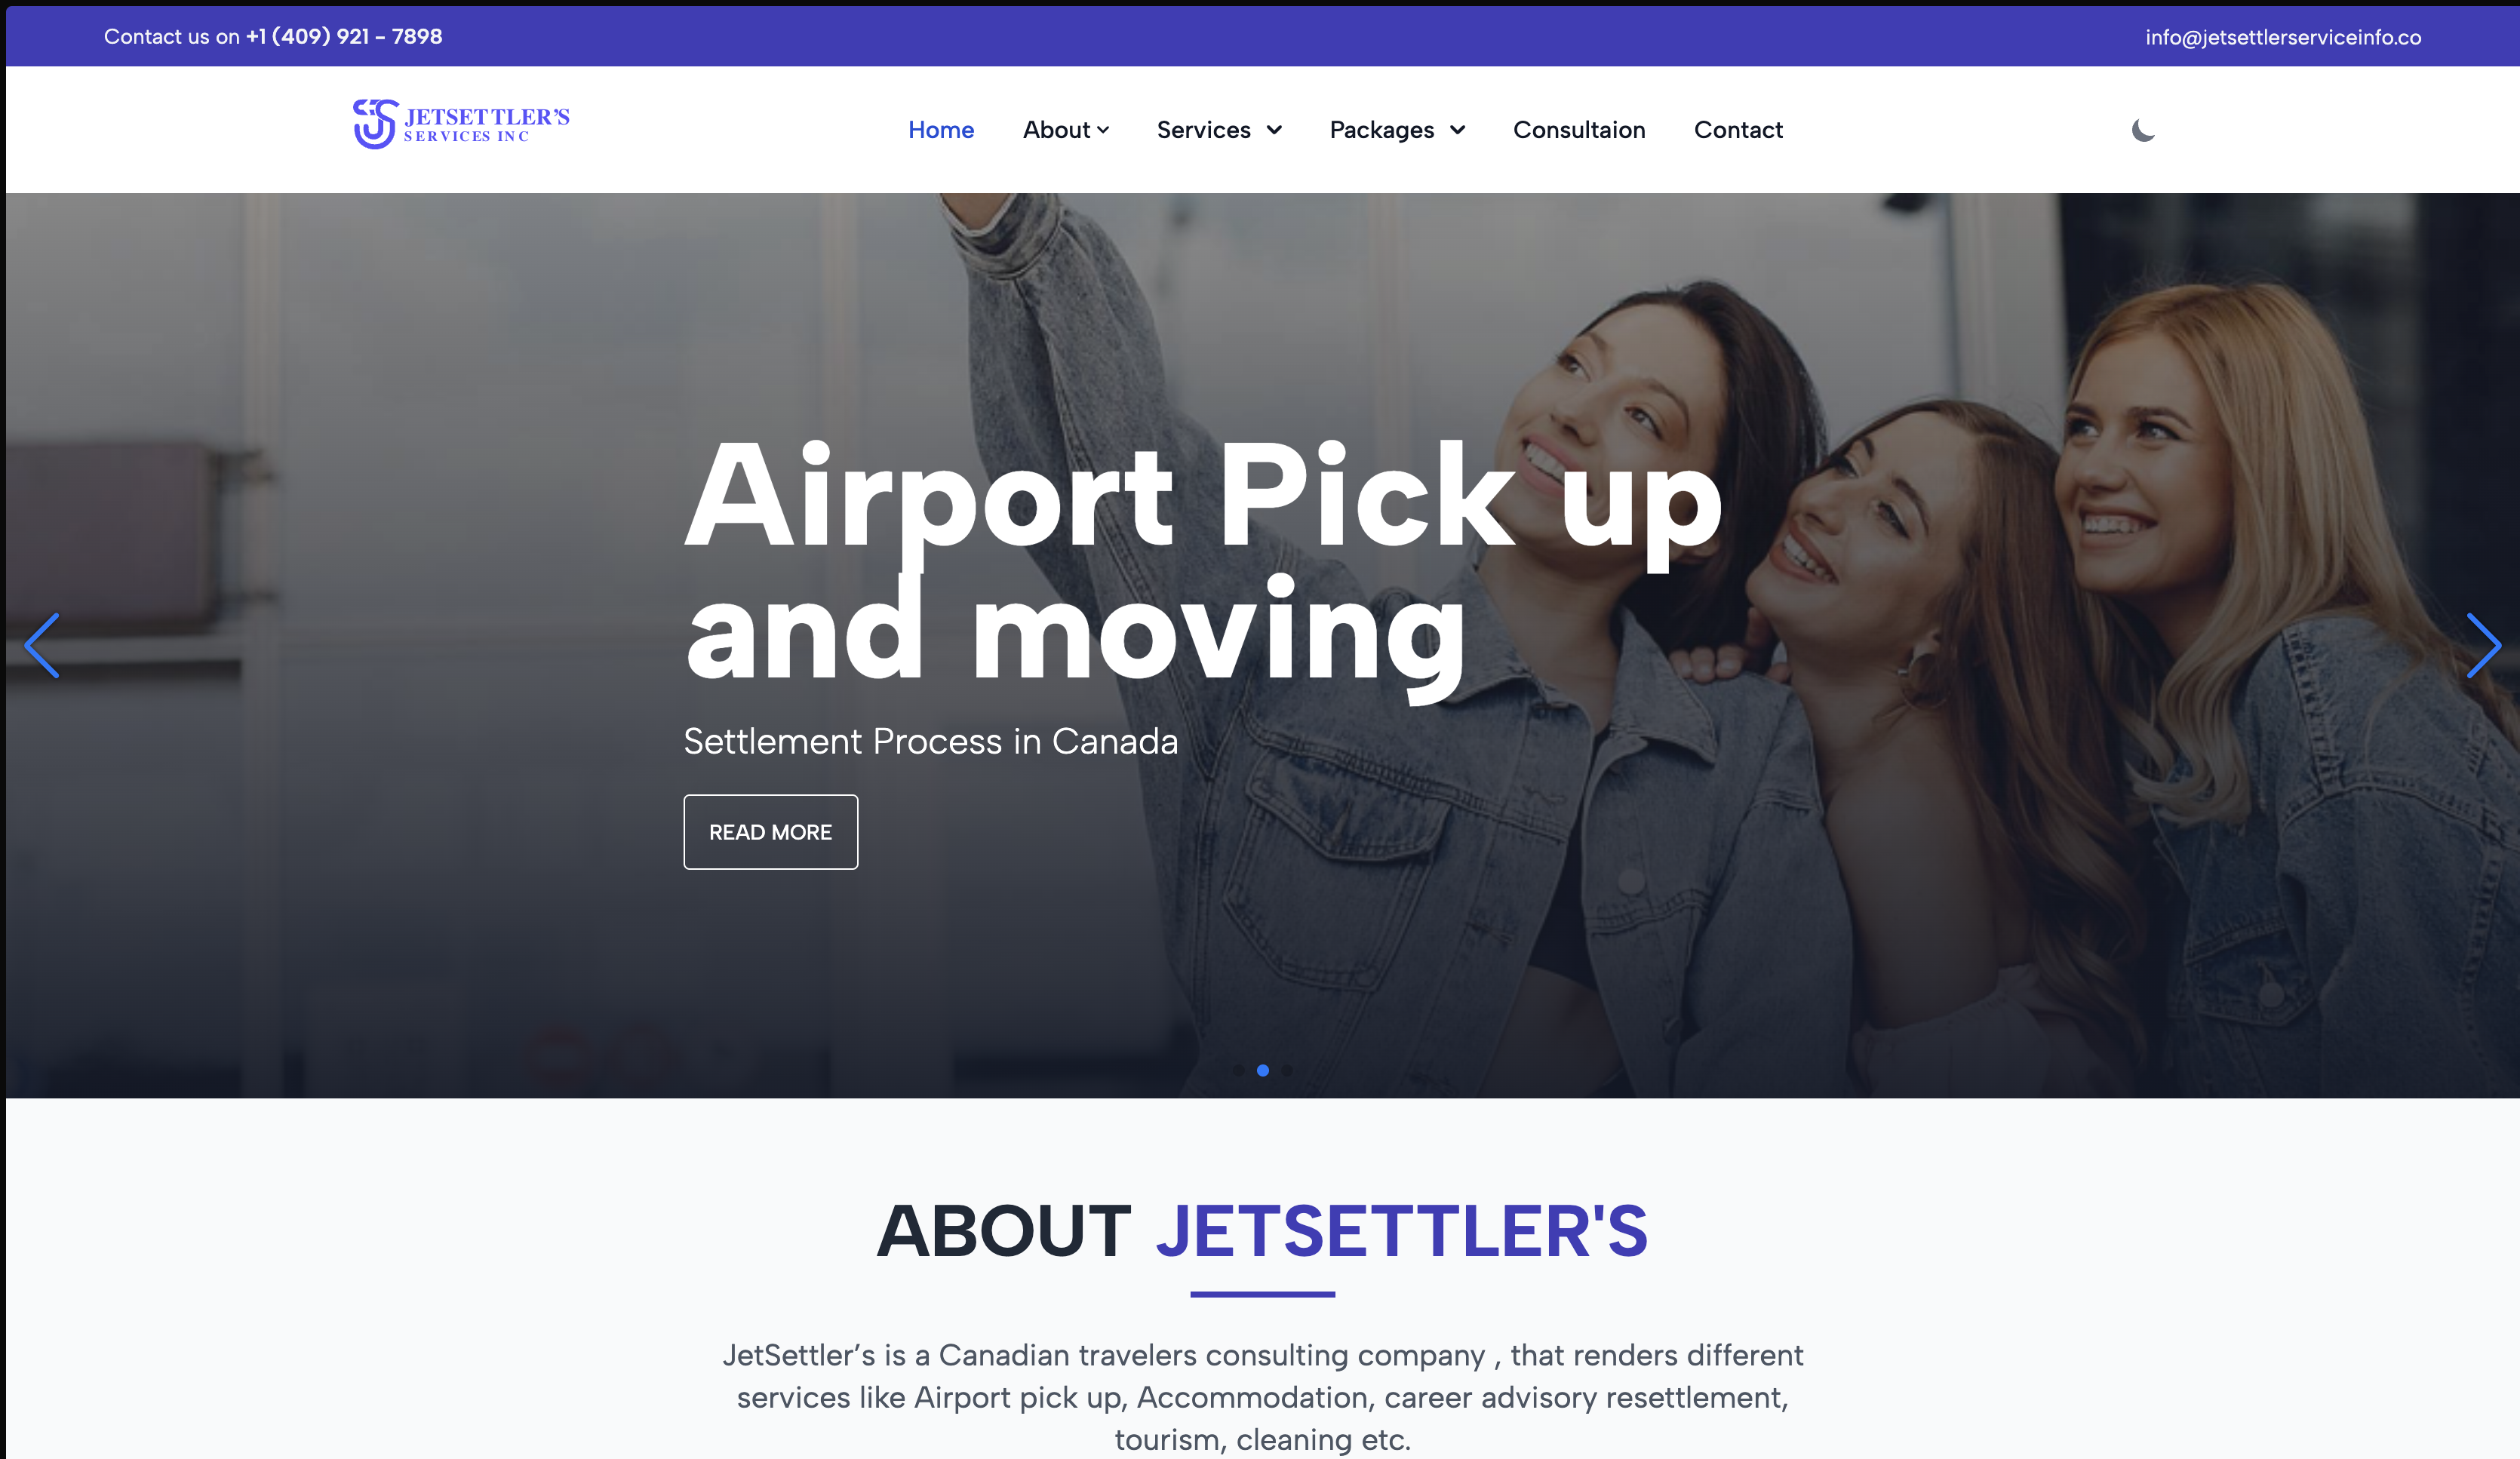 Contact us on +1 (409) 921 - 7898
info@jetsettlerserviceinfo.co
JETSETTLER'S
SERVICES INC
Home About Services Packages Consultaion Contact
Airport Pick up
and moving
Settlement Process in Canada
READ MORE
ABOUT JETSETTLER'S
JetSettler’s is a Canadian travelers consulting company , that renders different
services like Airport pick up, Accommodation, career advisory resettlement,
tourism, cleaning etc.